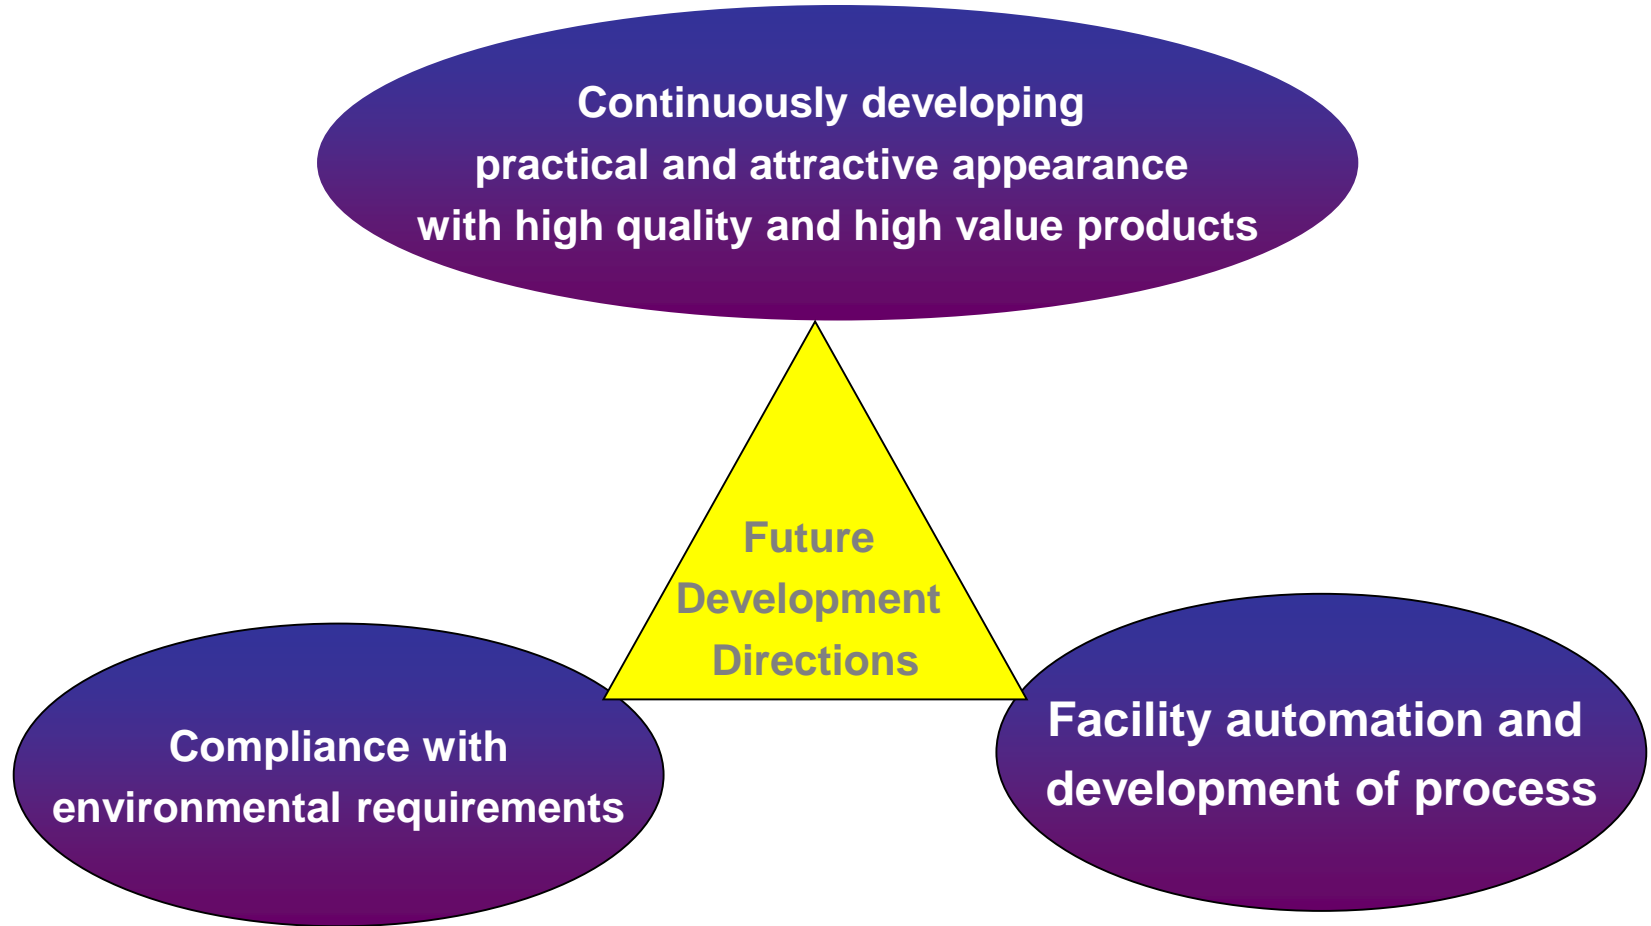 Continuously developing
practical and attractive appearance
with high quality and high value products
Future
Development
Directions
Compliance with
environmental requirements
Facility automation and
development of process